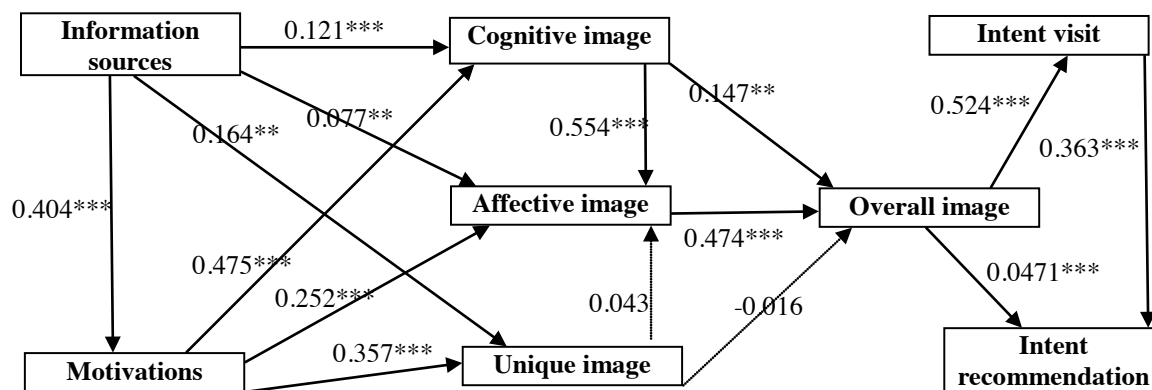 Information
sources
0.121***
Cognitive image
Intent visit
0.077**
0.164**
0.147**
0.554***
0.524***
0.363***
0.404***
Affective image
Overall image
0.474***
0.475***
0.252***
0.043
-0.016
0.0471***
Motivations
0.357***
Unique image
Intent
recommendation